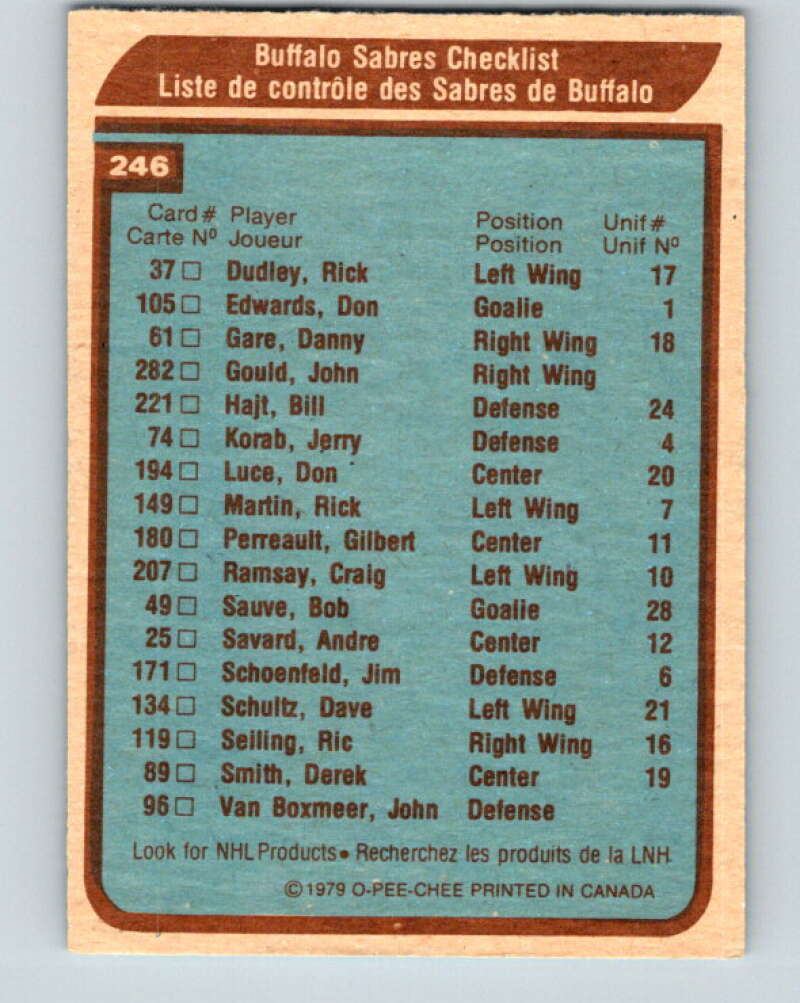 Buffalo Sabres Checklist
Liste de contrôle des Sabres de Buffalo
246
Card # Player Position Unif #
Carte Nº Joueur Position Unif Nº
37 □ Dudley, Rick Left Wing 17
105 □ Edwards, Don Goalie 1
61 □ Gare, Danny Right Wing 18
282 □ Gould, John Right Wing
221 □ Hajt, Bill Defense 24
74 □ Korab, Jerry Defense 4
194 □ Luce, Don Center 20
149 □ Martin, Rick Left Wing 7
180 □ Perreault, Gilbert Center 11
207 □ Ramsay, Craig Left Wing 10
49 □ Sauve, Bob Goalie 28
25 □ Savard, Andre Center 12
171 □ Schoenfeld, Jim Defense 6
134 □ Schultz, Dave Left Wing 21
119 □ Seiling, Ric Right Wing 16
89 □ Smith, Derek Center 19
96 □ Van Boxmeer, John Defense
Look for NHL Products• Recherchez les produits de la LNH
©1979 O-PEE-CHEE PRINTED IN CANADA